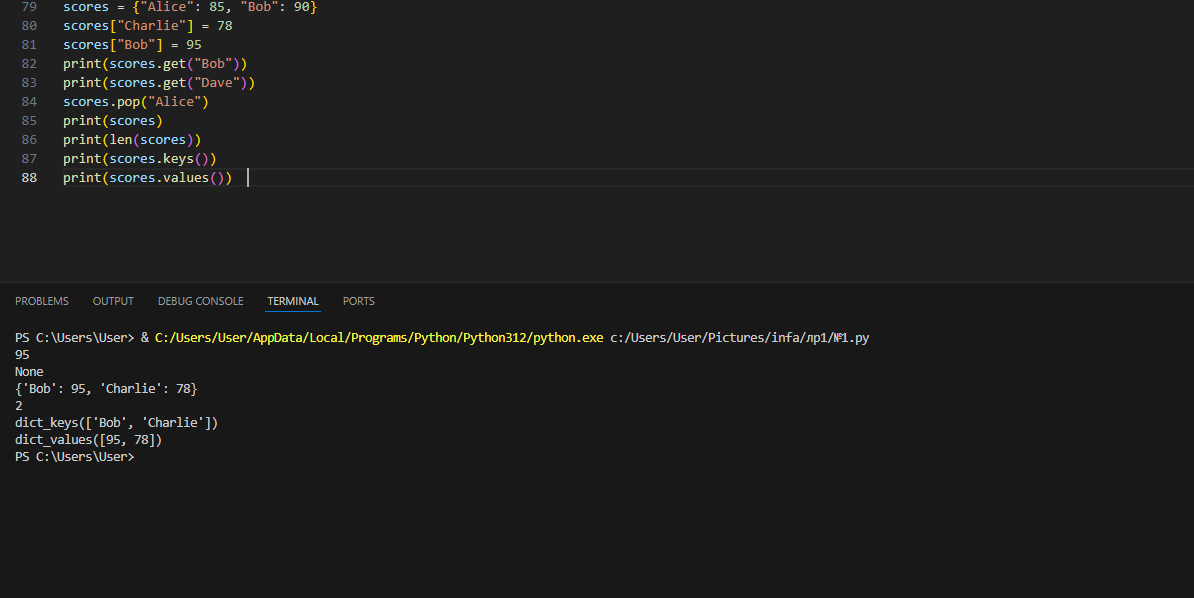 79 scores = {"Alice": 85, "Bob": 90}
80 scores["Charlie"] = 78
81 scores["Bob"] = 95
82 print(scores.get("Bob"))
83 print(scores.get("Dave"))
84 scores.pop("Alice")
85 print(scores)
86 print(len(scores))
87 print(scores.keys())
88 print(scores.values())
PROBLEMS OUTPUT DEBUG CONSOLE TERMINAL PORTS
PS C:\Users\User> & C:/Users/User/AppData/Local/Programs/Python/Python312/python.exe c:/Users/User/Pictures/infa/лр1/№1.py
95
None
{'Bob': 95, 'Charlie': 78}
2
dict_keys(['Bob', 'Charlie'])
dict_values([95, 78])
PS C:\Users\User>